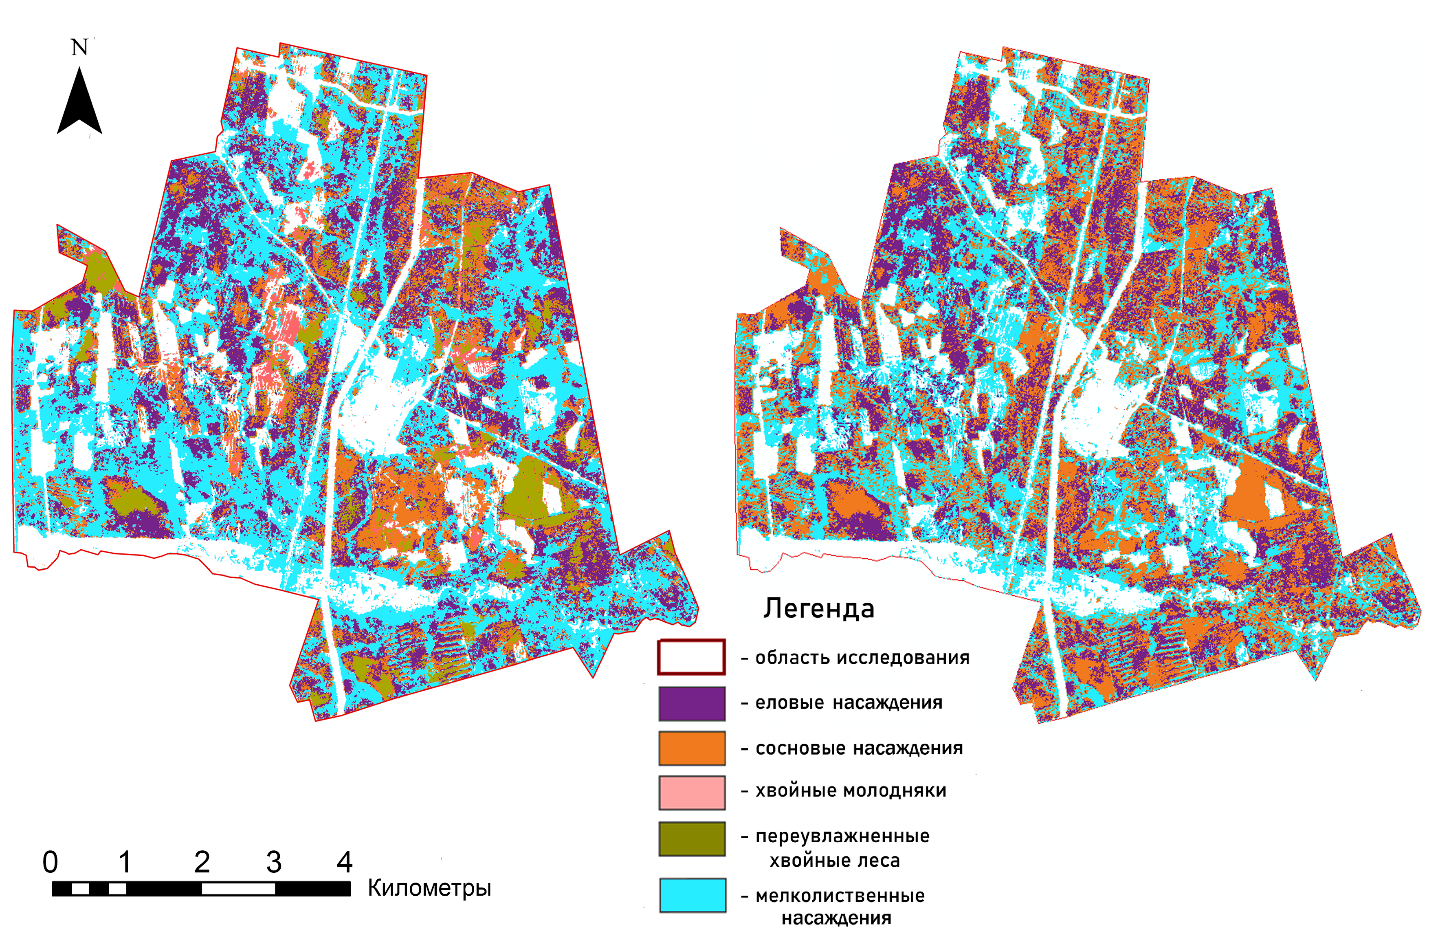 N
Легенда
- область исследования
- еловые насаждения
- сосновые насаждения
- хвойные молодняки
- переувлажненные
хвойные леса
- мелколиственные
насаждения
0 1 2 3 4
Километры